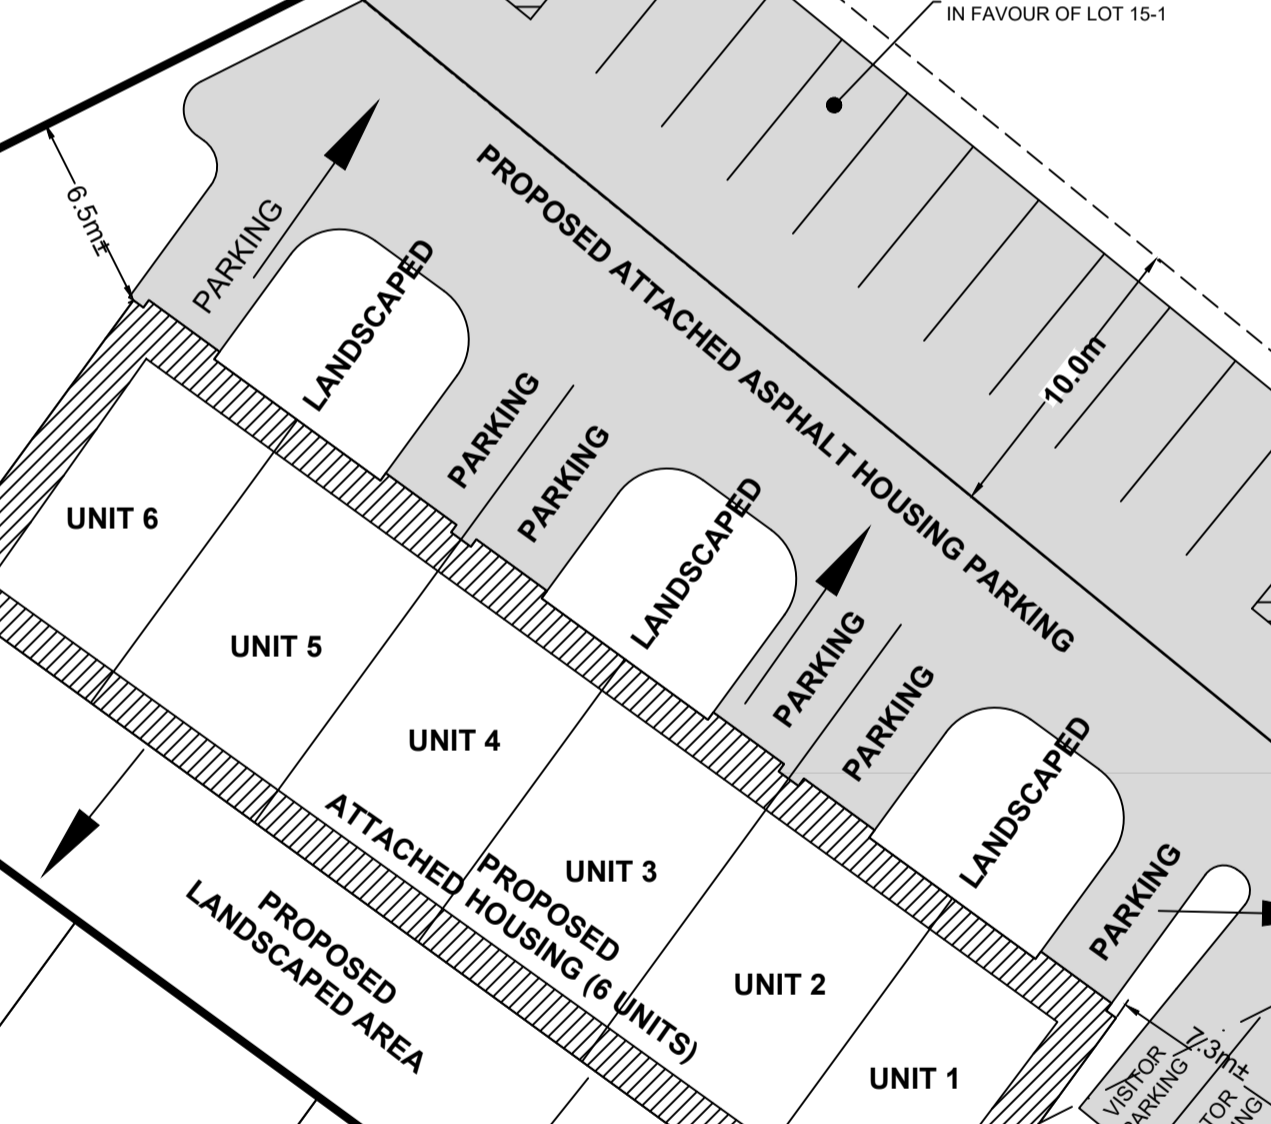 IN FAVOUR OF LOT 15-1
6.5m±
PARKING
LANDSCAPED
PROPOSED ATTACHED ASPHALT HOUSING PARKING
10.0m
PARKING
PARKING
LANDSCAPED
PARKING
PARKING
LANDSCAPED
PARKING
UNIT 6
UNIT 5
UNIT 4
UNIT 3
UNIT 2
UNIT 1
PROPOSED
ATTACHED HOUSING (6 UNITS)
PROPOSED
LANDSCAPED AREA
7.3m±
VISITOR
PARKING
TOR
NG